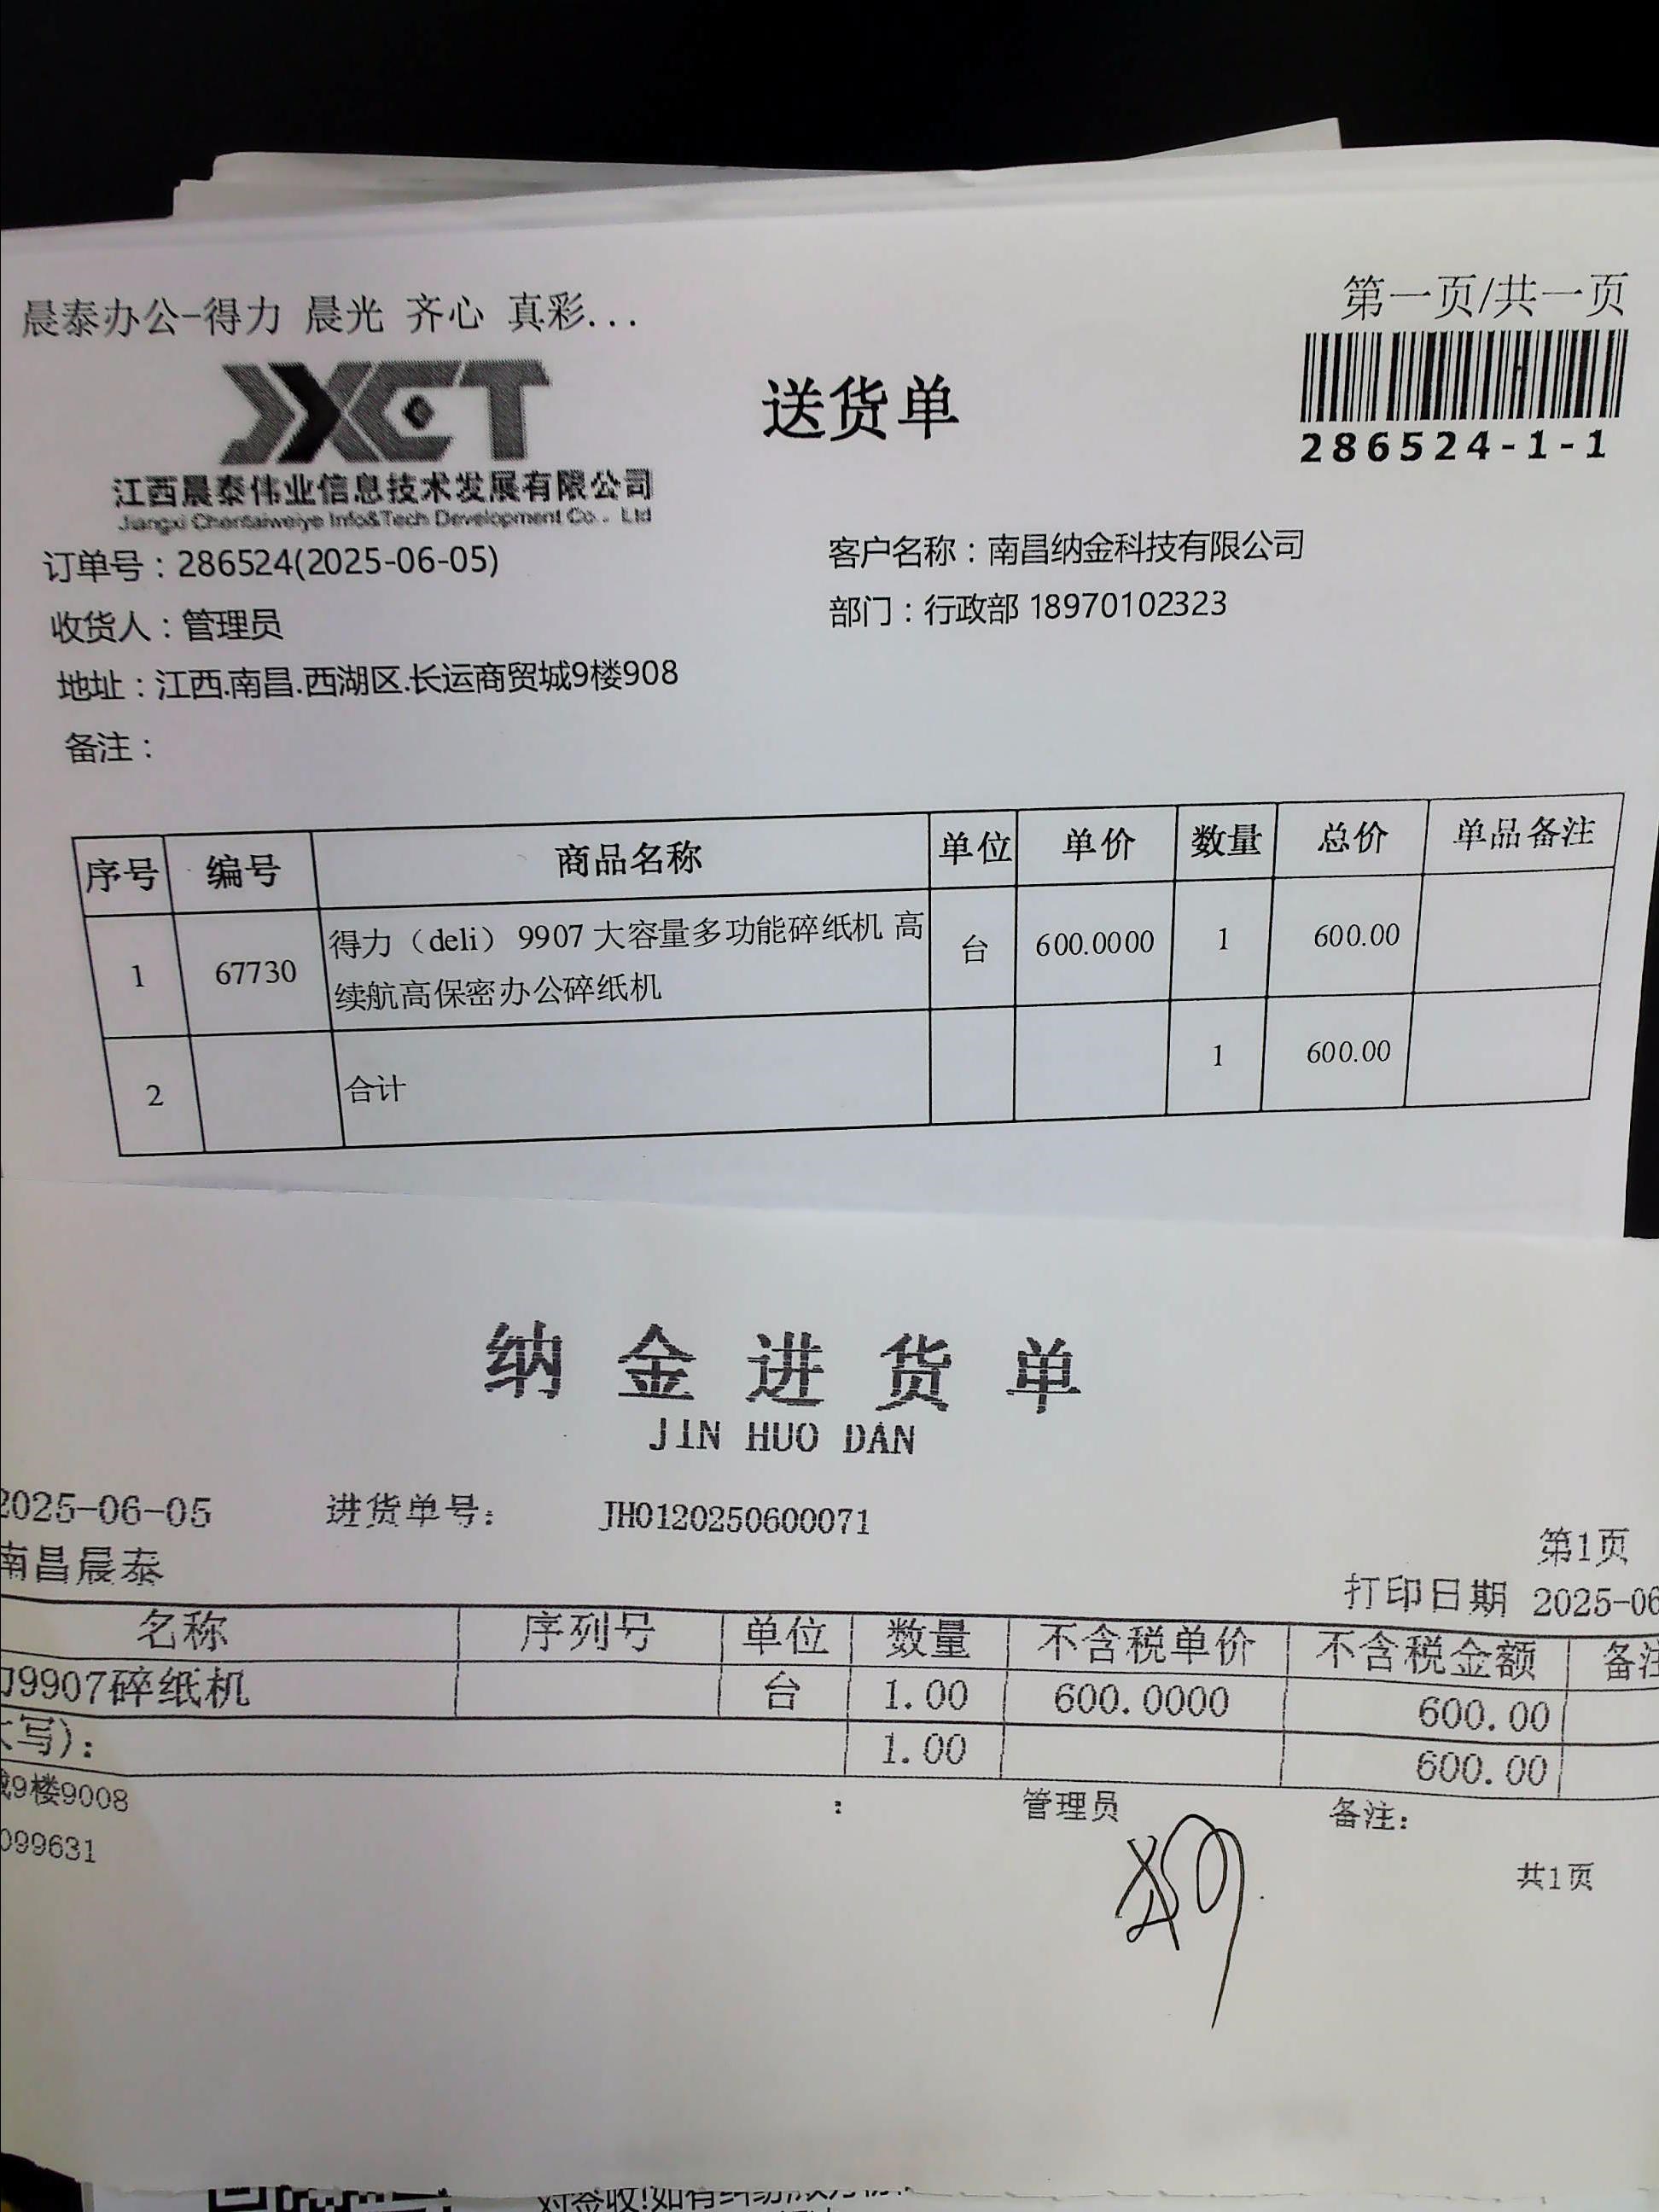 晨泰办公-得力 晨光 齐心 真彩...
第一页/共一页
JXCT
送货单
286524-1-1
江西晨泰伟业信息技术发展有限公司
Jiangxi Chentaiweiye Info&Tech Development Co., Ltd
订单号：286524(2025-06-05)
客户名称：南昌纳金科技有限公司
收货人：管理员
部门：行政部 18970102323
地址：江西.南昌.西湖区.长运商贸城9楼908
备注：
序号 编号 商品名称 单位 单价 数量 总价 单品备注
1 67730 得力（deli）9907 大容量多功能碎纸机 高 台 600.0000 1 600.00
续航高保密办公碎纸机
2 合计 1 600.00
纳金进货单
JIN HUO DAN
2025-06-05 进货单号： JH0120250600071
第1页
南昌晨泰
打印日期 2025-06
名称 序列号 单位 数量 不含税单价 不含税金额 备注
9907碎纸机 台 1.00 600.0000 600.00
写)： 1.00 600.00
9楼9008 ： 管理员 备注：
099631
共1页